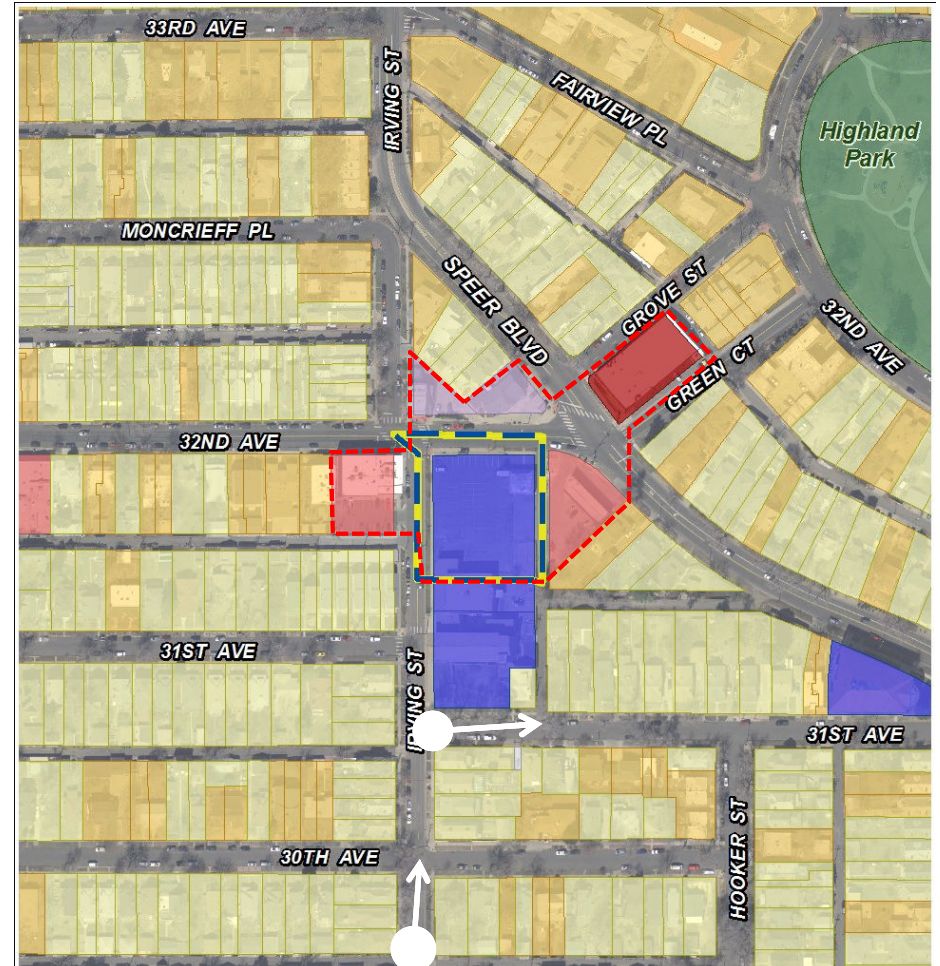 33RD AVE
IRVING ST
FAIRVIEW PL
Highland
Park
MONCRIEFF PL
SPEER BLVD
GROVE ST
32ND AVE
GREEN CT
32ND AVE
31ST AVE
IRVING ST
31ST AVE
30TH AVE
HOOKER ST